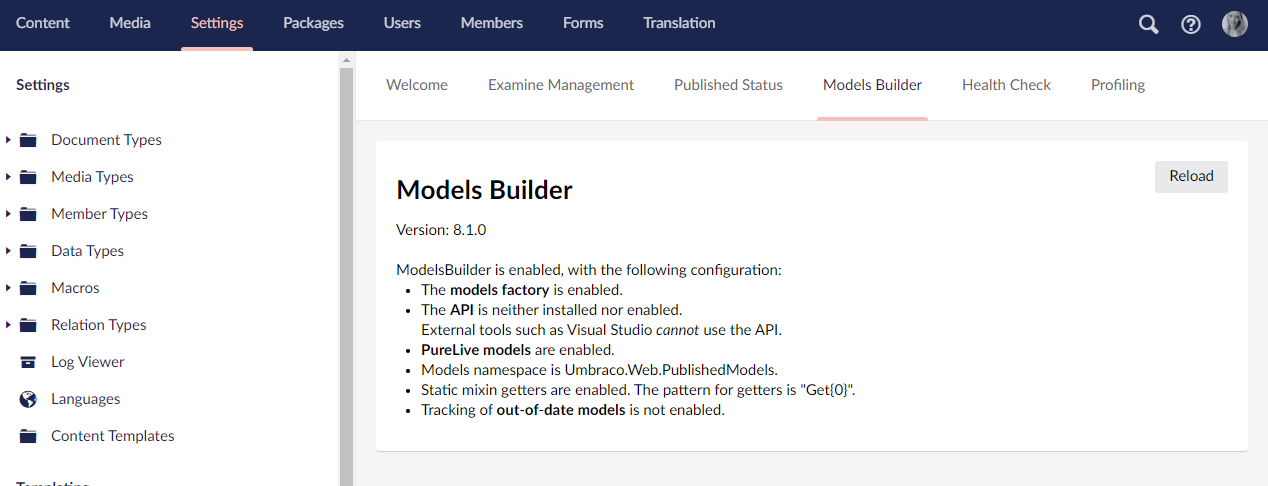 Content Media Settings Packages Users Members Forms Translation
Settings
Document Types
Media Types
Member Types
Data Types
Macros
Relation Types
Log Viewer
Languages
Content Templates
Templating
Welcome Examine Management Published Status Models Builder Health Check Profiling
Models Builder
Reload
Version: 8.1.0
ModelsBuilder is enabled, with the following configuration:
The models factory is enabled.
The API is neither installed nor enabled.
External tools such as Visual Studio cannot use the API.
PureLive models are enabled.
Models namespace is Umbraco.Web.PublishedModels.
Static mixin getters are enabled. The pattern for getters is "Get{0}".
Tracking of out-of-date models is not enabled.